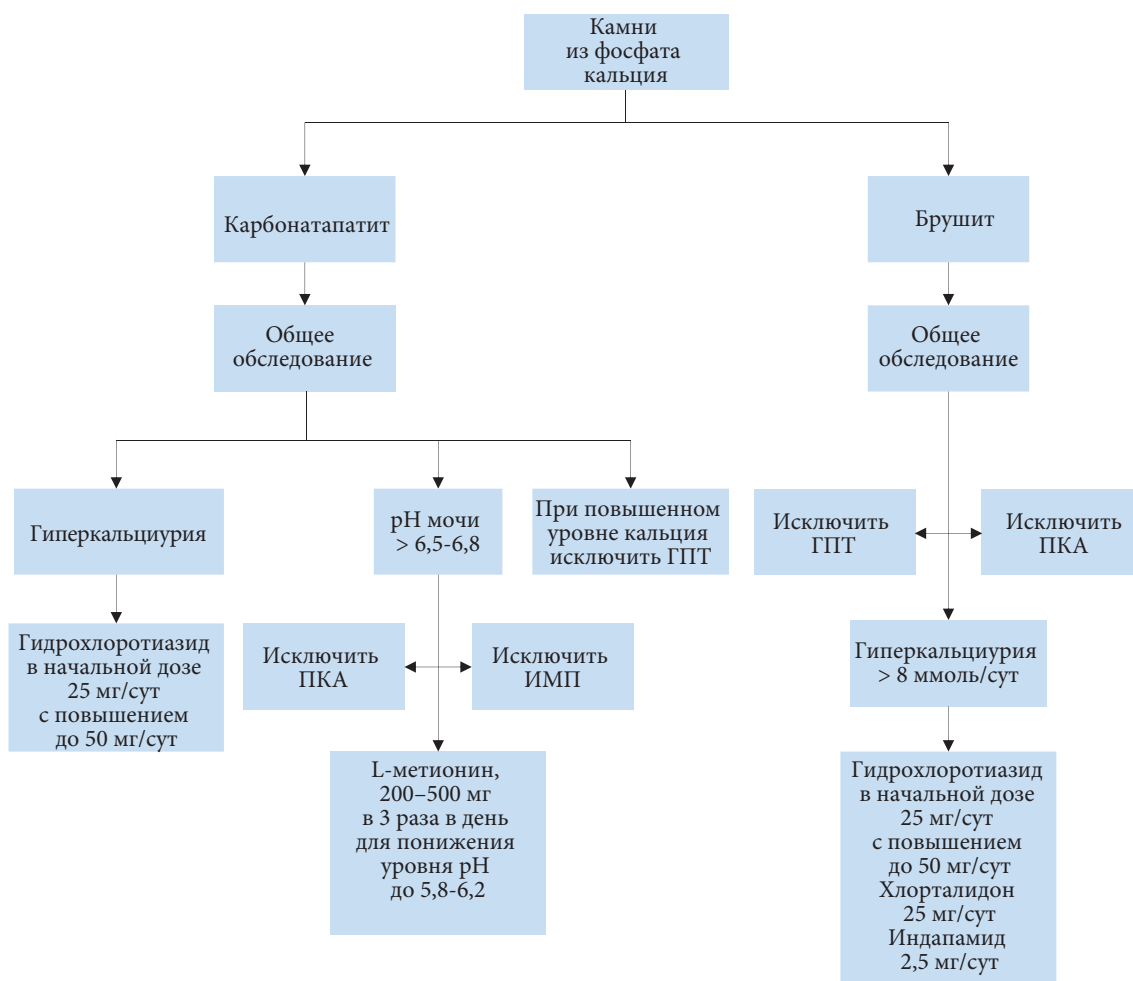 Камни
из фосфата
кальция
Карбонатапатит
Брушит
Общее
обследование
Общее
обследование
Гиперкальциурия
pH мочи
> 6,5-6,8
При повышенном
уровне кальция
исключить ГПТ
Исключить
ГПТ
Исключить
ПКА
Гидрохлоротиазид
в начальной дозе
25 мг/сут
с повышением
до 50 мг/сут
Исключить
ПКА
Исключить
ИМП
Гиперкальциурия
> 8 ммоль/сут
L-метионин,
200–500 мг
в 3 раза в день
для понижения
уровня pH
до 5,8-6,2
Гидрохлоротиазид
в начальной дозе
25 мг/сут
с повышением
до 50 мг/сут
Хлорталидон
25 мг/сут
Индапамид
2,5 мг/сут